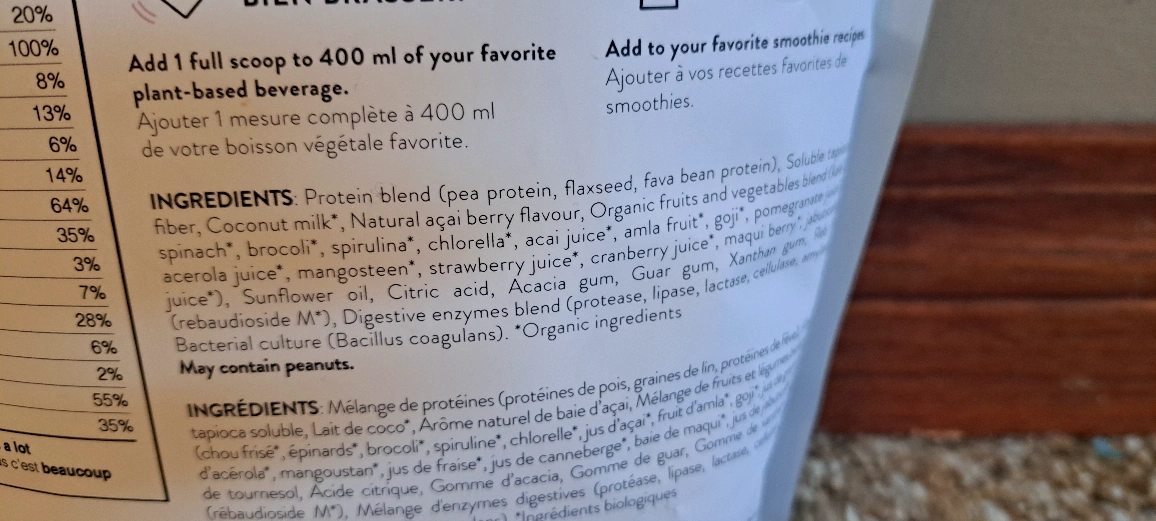 20%
100%
8%
13%
6%
14%
64%
35%
3%
7%
28%
6%
2%
55%
35%
a lot
c'est beaucoup
Add 1 full scoop to 400 ml of your favorite
plant-based beverage.
Ajouter 1 mesure complète à 400 ml
de votre boisson végétale favorite.
Add to your favorite smoothie recipes
Ajouter à vos recettes favorites de
smoothies.
INGREDIENTS: Protein blend (pea protein, flaxseed, fava bean protein), Soluble
fiber, Coconut milk*, Natural açai berry flavour, Organic fruits and vegetables blend
spinach*, brocoli*, spirulina*, chlorella*, acai juice*, amla fruit*, goji*, pomegranate
acerola juice*, mangosteen*, strawberry juice*, cranberry juice*, maqui berry*,
juice*), Sunflower oil, Citric acid, Acacia gum, Guar gum, Xanthan gum,
(rebaudioside M*), Digestive enzymes blend (protease, lipase, lactase, cellulase,
Bacterial culture (Bacillus coagulans). *Organic ingredients
May contain peanuts.
INGRÉDIENTS: Mélange de protéines (protéines de pois, graines de lin, protéines de
tapioca soluble, Lait de coco*, Arôme naturel de baie d'açai, Mélange de fruits et légumes
(chou frisé*, épinards*, brocoli*, spiruline*, chlorelle*, jus d'açai*, fruit d'amla*, goji*,
d'acérola*, mangoustan*, jus de fraise*, jus de canneberge*, baie de maqui*, jus de
de tournesol, Acide citrique, Gomme d'acacia, Gomme de guar, Gomme de
(rébaudioside M*), Mélange d'enzymes digestives (protéase, lipase, lactase,
*Ingrédients biologiques